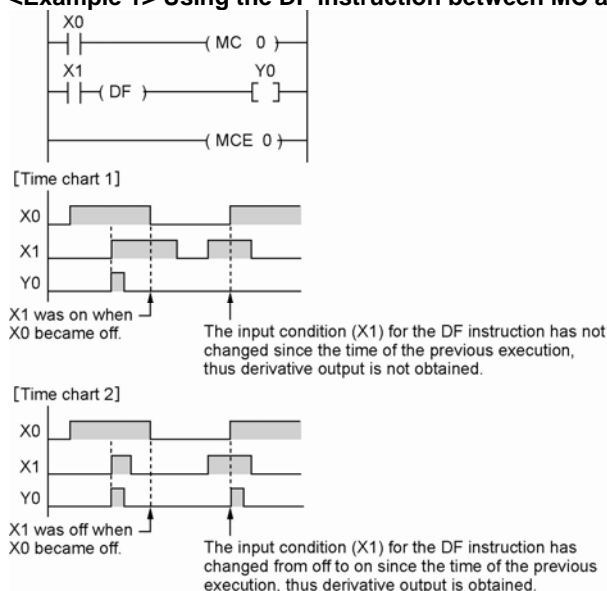 <Example 1> Using the DF instruction between MC a
X0
( MC 0 )
X1 Y0
( DF ) [ ]
( MCE 0 )
[Time chart 1]
X0
X1
Y0
X1 was on when
X0 became off.
The input condition (X1) for the DF instruction has not
changed since the time of the previous execution,
thus derivative output is not obtained.
[Time chart 2]
X0
X1
Y0
X1 was off when
X0 became off.
The input condition (X1) for the DF instruction has
changed from off to on since the time of the previous
execution, thus derivative output is obtained.